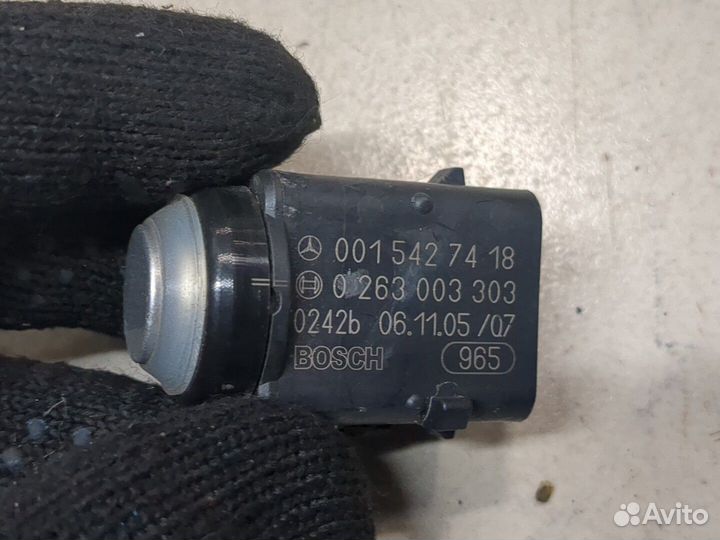 001 542 74 18
0 263 003 303
0242b 06.11.05 /07
BOSCH 965
Avito